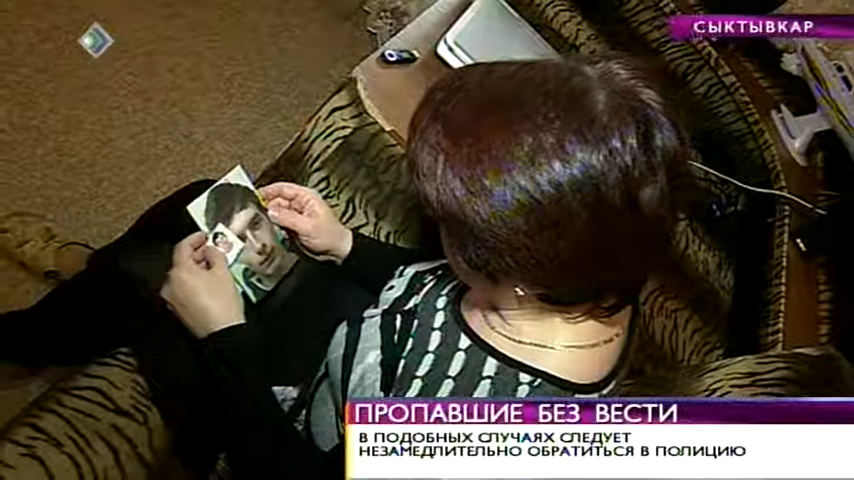 СЫКТЫВКАР
ПРОПАВШИЕ БЕЗ ВЕСТИ
В ПОДОБНЫХ СЛУЧАЯХ СЛЕДУЕТ
НЕЗАМЕДЛИТЕЛЬНО ОБРАТИТЬСЯ В ПОЛИЦИЮ